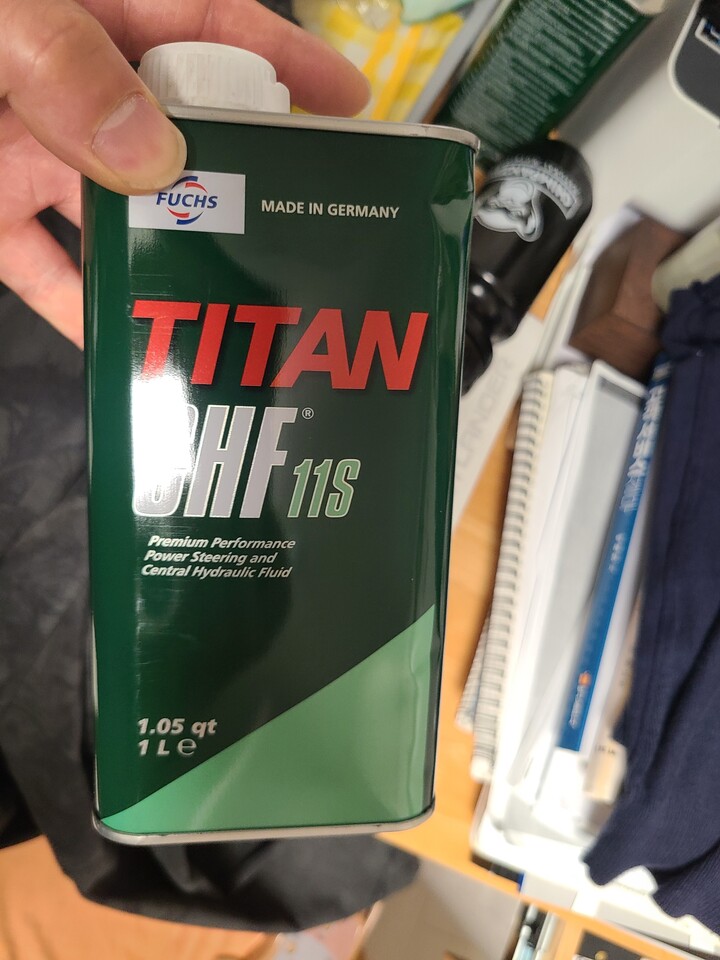 FUCHS
MADE IN GERMANY
TITAN
CHF® 11S
Premium Performance
Power Steering and
Central Hydraulic Fluid
1.05 qt
1 L ℮